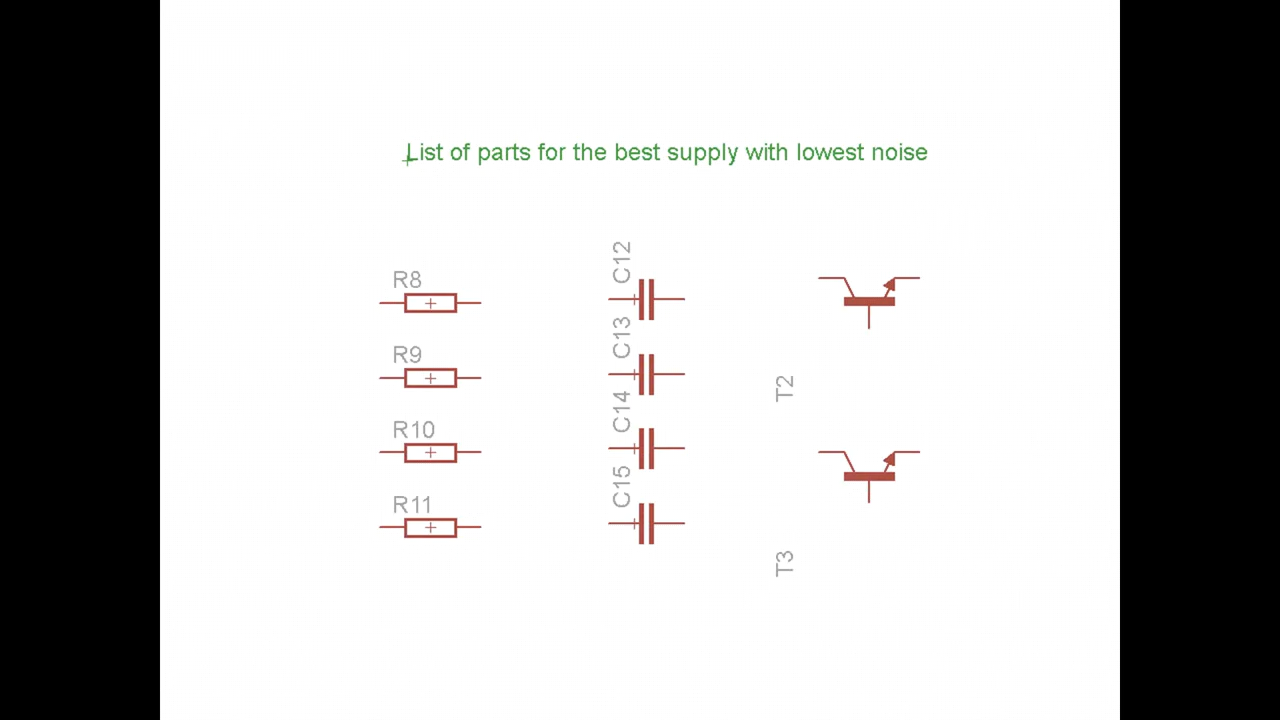 List of parts for the best supply with lowest noise
R8
R9
R10
R11
C12
C13
C14
C15
T2
T3